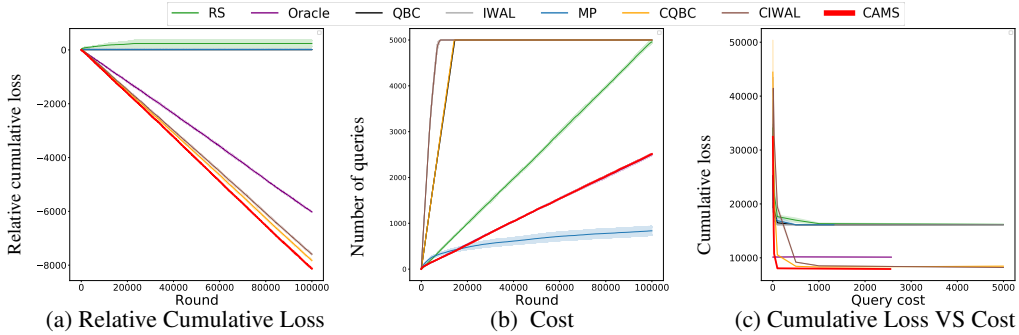 RS Oracle QBC IWAL MP CQBC CIWAL CAMS
Relative cumulative loss
0
−2000
−4000
−6000
−8000
0 20000 40000 60000 80000 100000
Round
(a) Relative Cumulative Loss
Number of queries
5000
4000
3000
2000
1000
0
0 20000 40000 60000 80000 100000
Round
(b) Cost
Cumulative loss
50000
40000
30000
20000
10000
0 1000 2000 3000 4000 5000
Query cost
(c) Cumulative Loss VS Cost